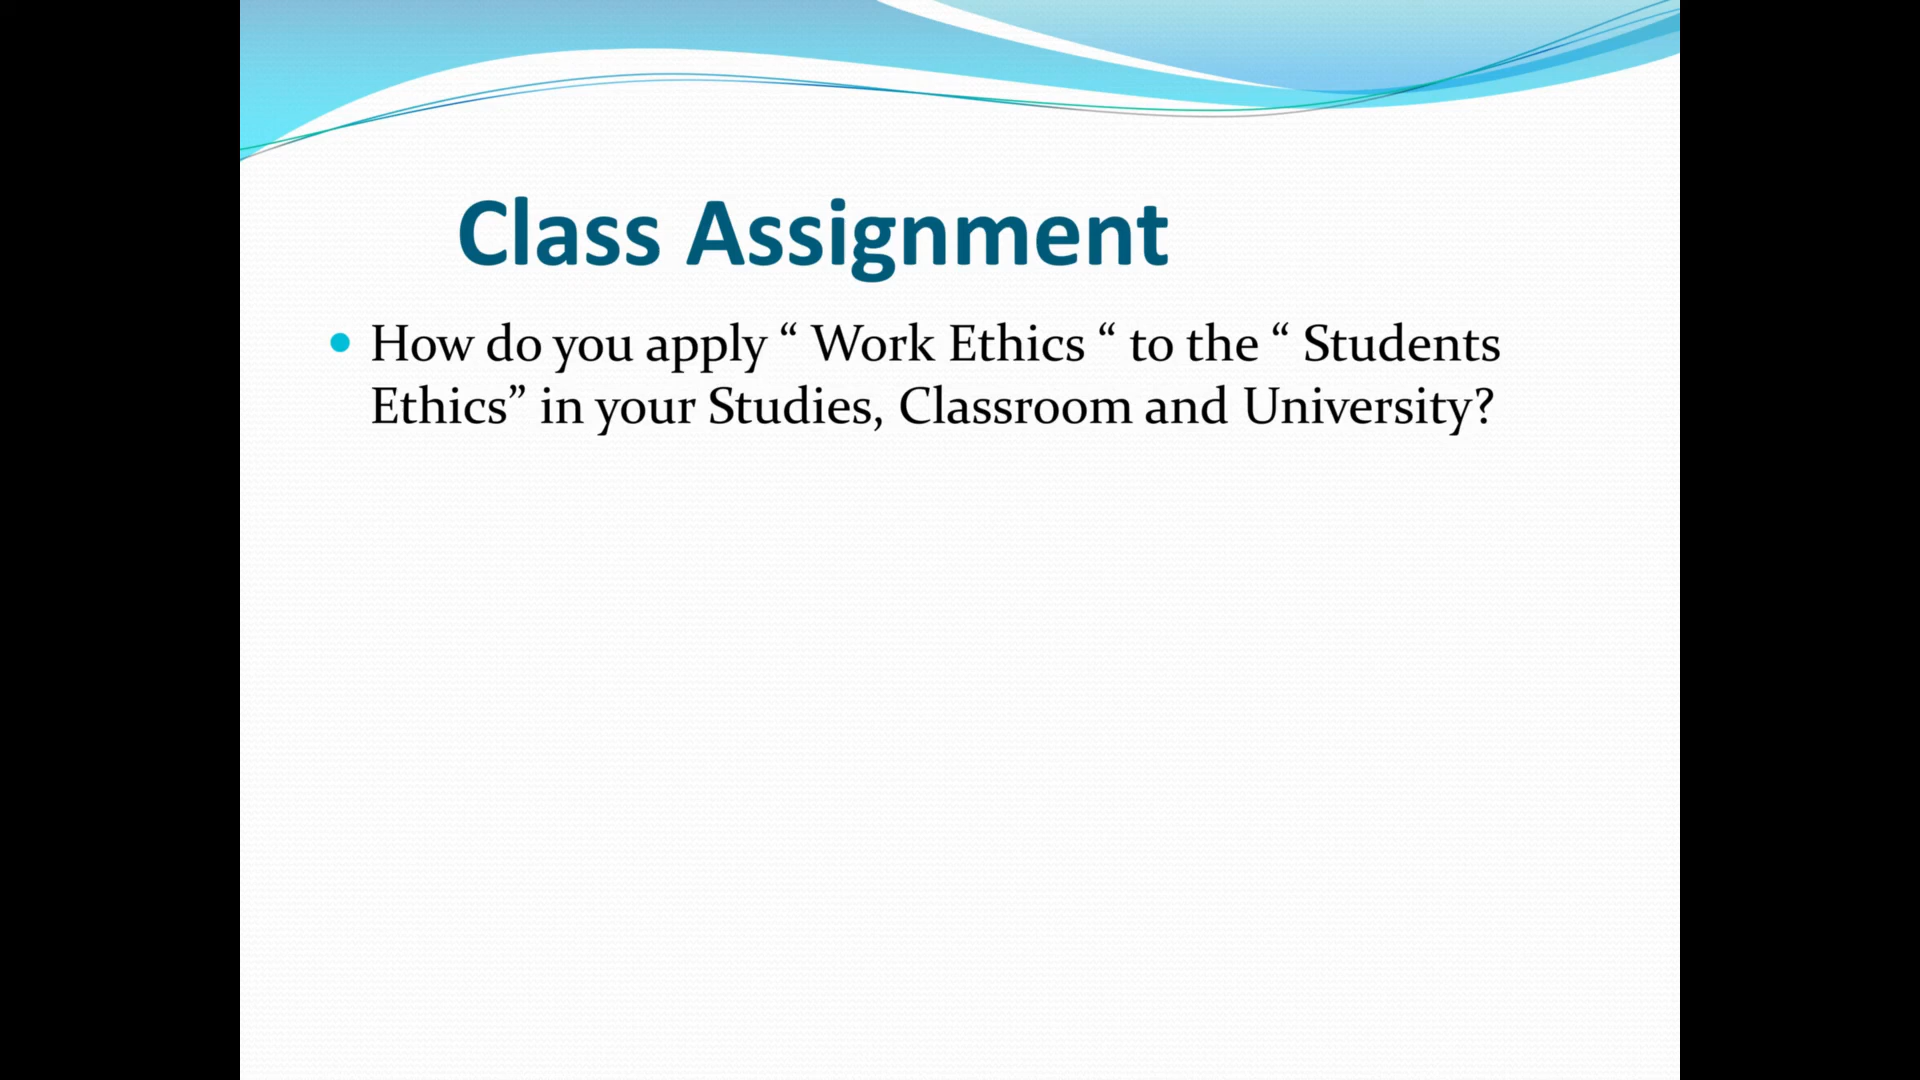 Class Assignment
How do you apply “ Work Ethics “ to the “ Students
Ethics” in your Studies, Classroom and University?